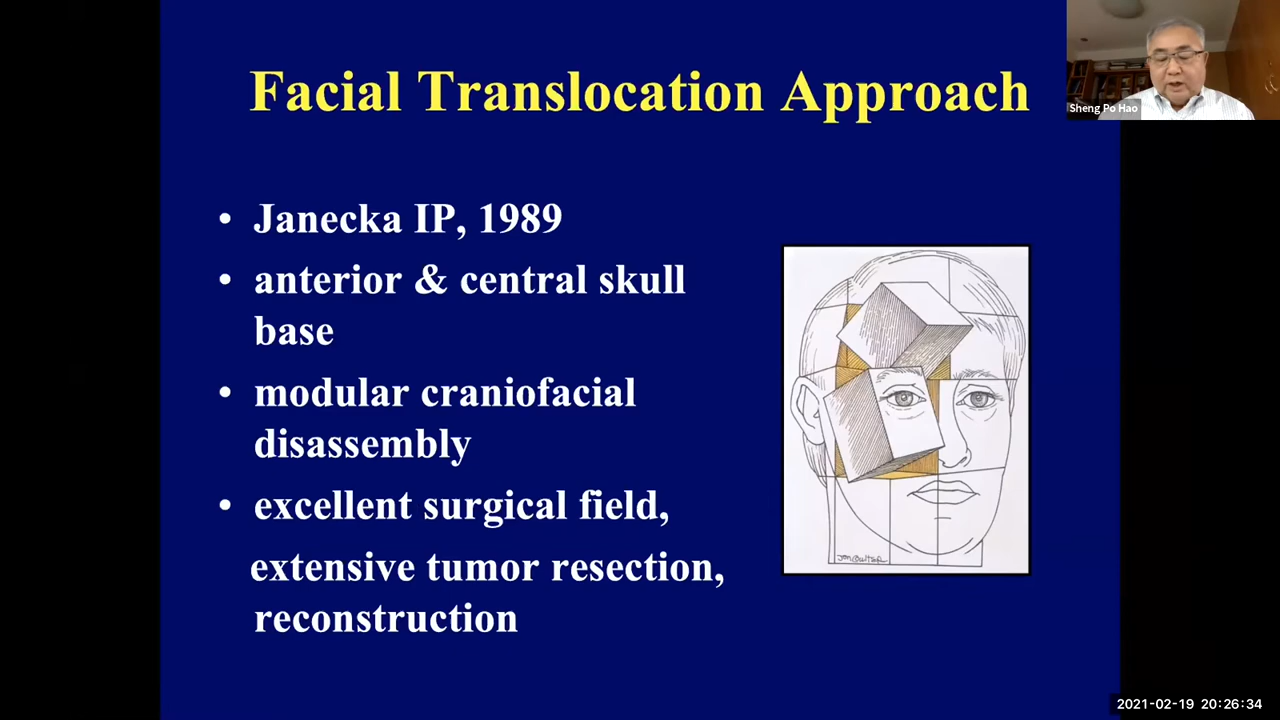 Facial Translocation Approach
Sheng Po Hao
• Janecka IP, 1989
• anterior & central skull
base
• modular craniofacial
disassembly
• excellent surgical field,
extensive tumor resection,
reconstruction
2021-02-19 20:26:34